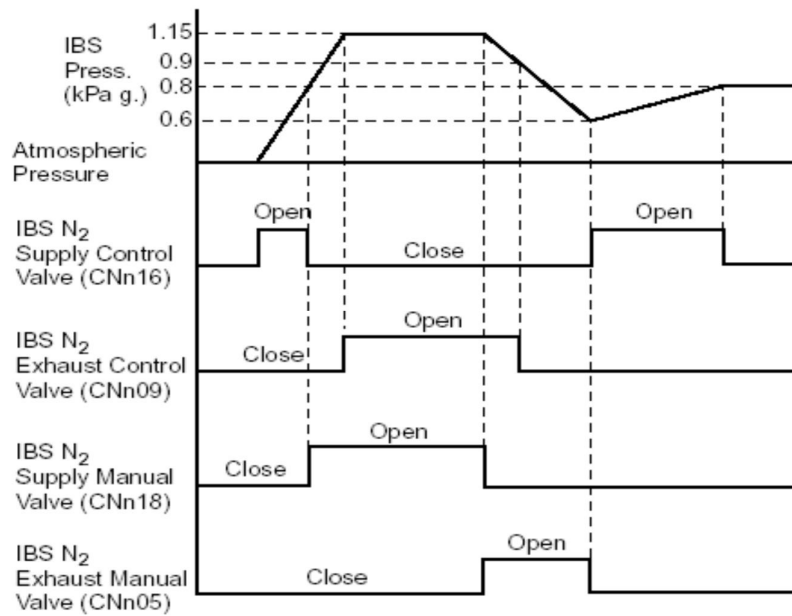 1.15
IBS
Press.
(kPa g.)
0.9
0.8
0.6
Atmospheric
Pressure
Open
IBS N₂
Supply Control
Valve (CNn16)
Close
Open
IBS N₂
Exhaust Control
Valve (CNn09)
Close
Open
IBS N₂
Supply Manual
Valve (CNn18)
Close
Open
IBS N₂
Exhaust Manual
Valve (CNn05)
Close
Open